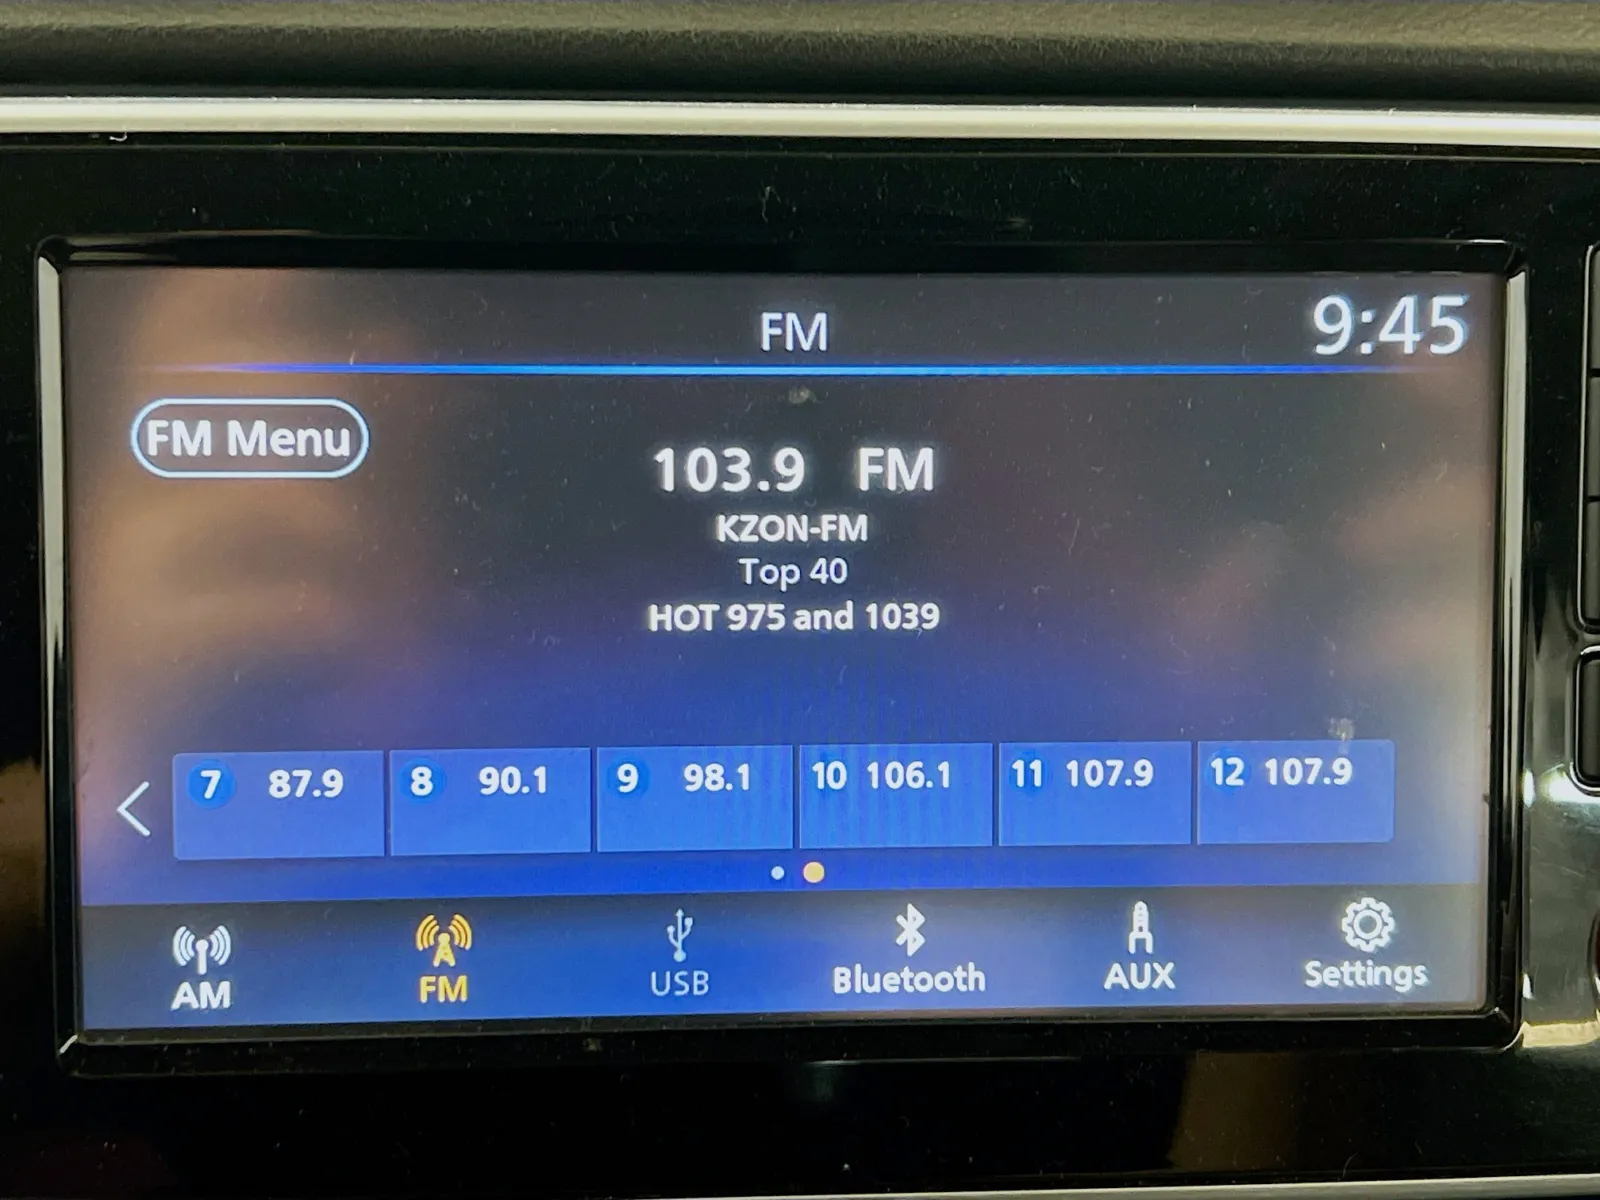 FM
9:45
FM Menu
103.9 FM
KZON-FM
Top 40
HOT 975 and 1039
7 87.9 8 90.1 9 98.1 10 106.1 11 107.9 12 107.9
AM FM USB Bluetooth AUX Settings